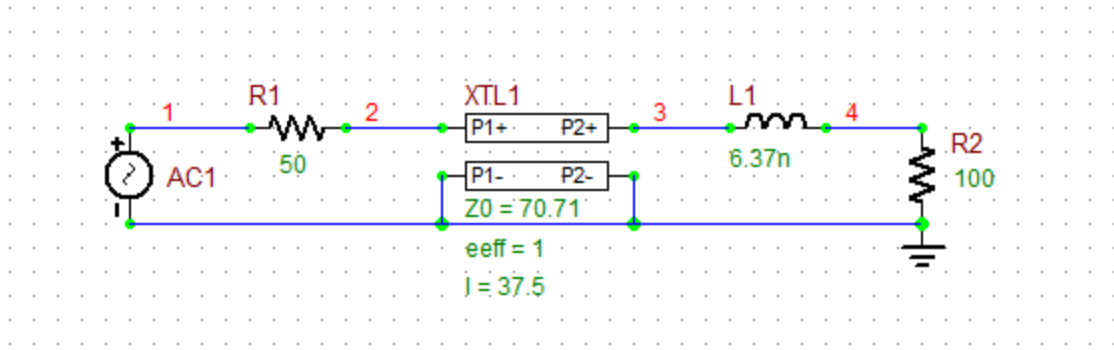 R1 XTL1 L1
1 2 3 4
P1+ P2+
R2
50 6.37n
+
AC1 P1- P2- 100
-
Z0 = 70.71
eeff = 1
l = 37.5